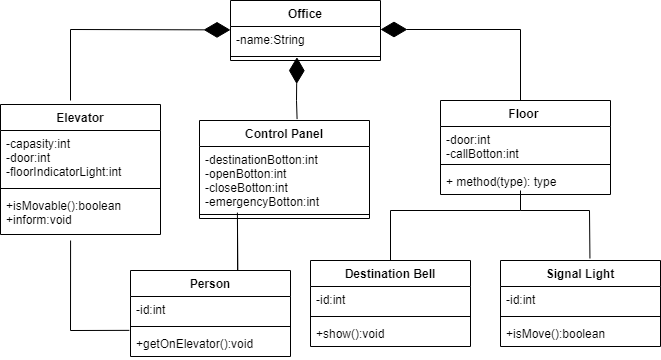 Office
-name:String
Elevator
-capasity:int
-door:int
-floorIndicatorLight:int
+isMovable():boolean
+inform:void
Control Panel
-destinationBotton:int
-openBotton:int
-closeBotton:int
-emergencyBotton:int
Floor
-door:int
-callBotton:int
+ method(type): type
Person
-id:int
+getOnElevator():void
Destination Bell
-id:int
+show():void
Signal Light
-id:int
+isMove():boolean